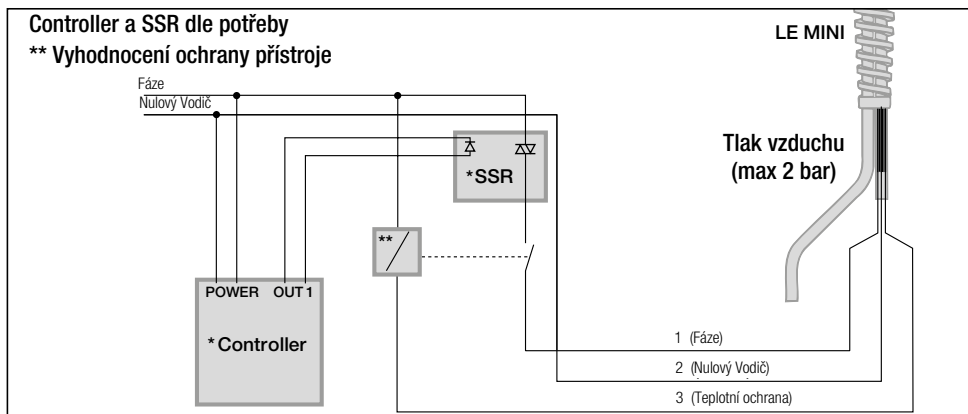 Controller a SSR dle potřeby
** Vyhodnocení ochrany přístroje
LE MINI
Fáze
Nulový Vodič
Tlak vzduchu
(max 2 bar)
*SSR
**
POWER OUT 1
*Controller
1 (Fáze)
2 (Nulový Vodič)
3 (Teplotní ochrana)